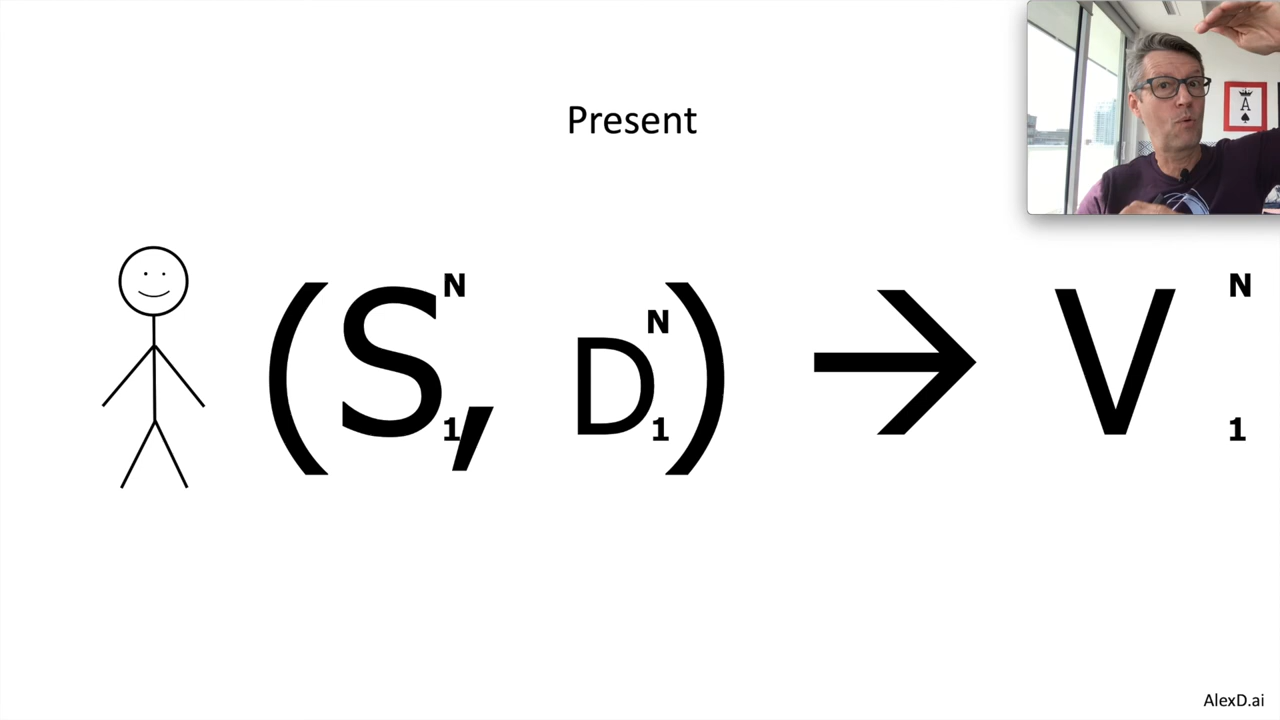 Present
A
(S₁ᴺ, D₁ᴺ) → V₁ᴺ
AlexD.ai